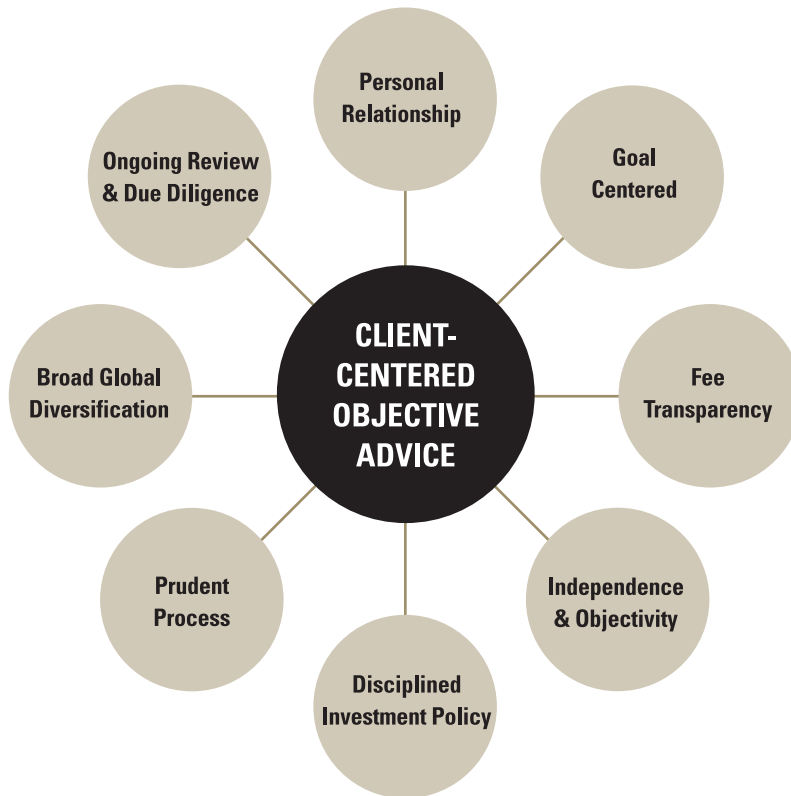 Personal
Relationship
Goal
Centered
Fee
Transparency
Independence
& Objectivity
Disciplined
Investment Policy
Prudent
Process
Broad Global
Diversification
Ongoing Review
& Due Diligence
CLIENT-
CENTERED
OBJECTIVE
ADVICE